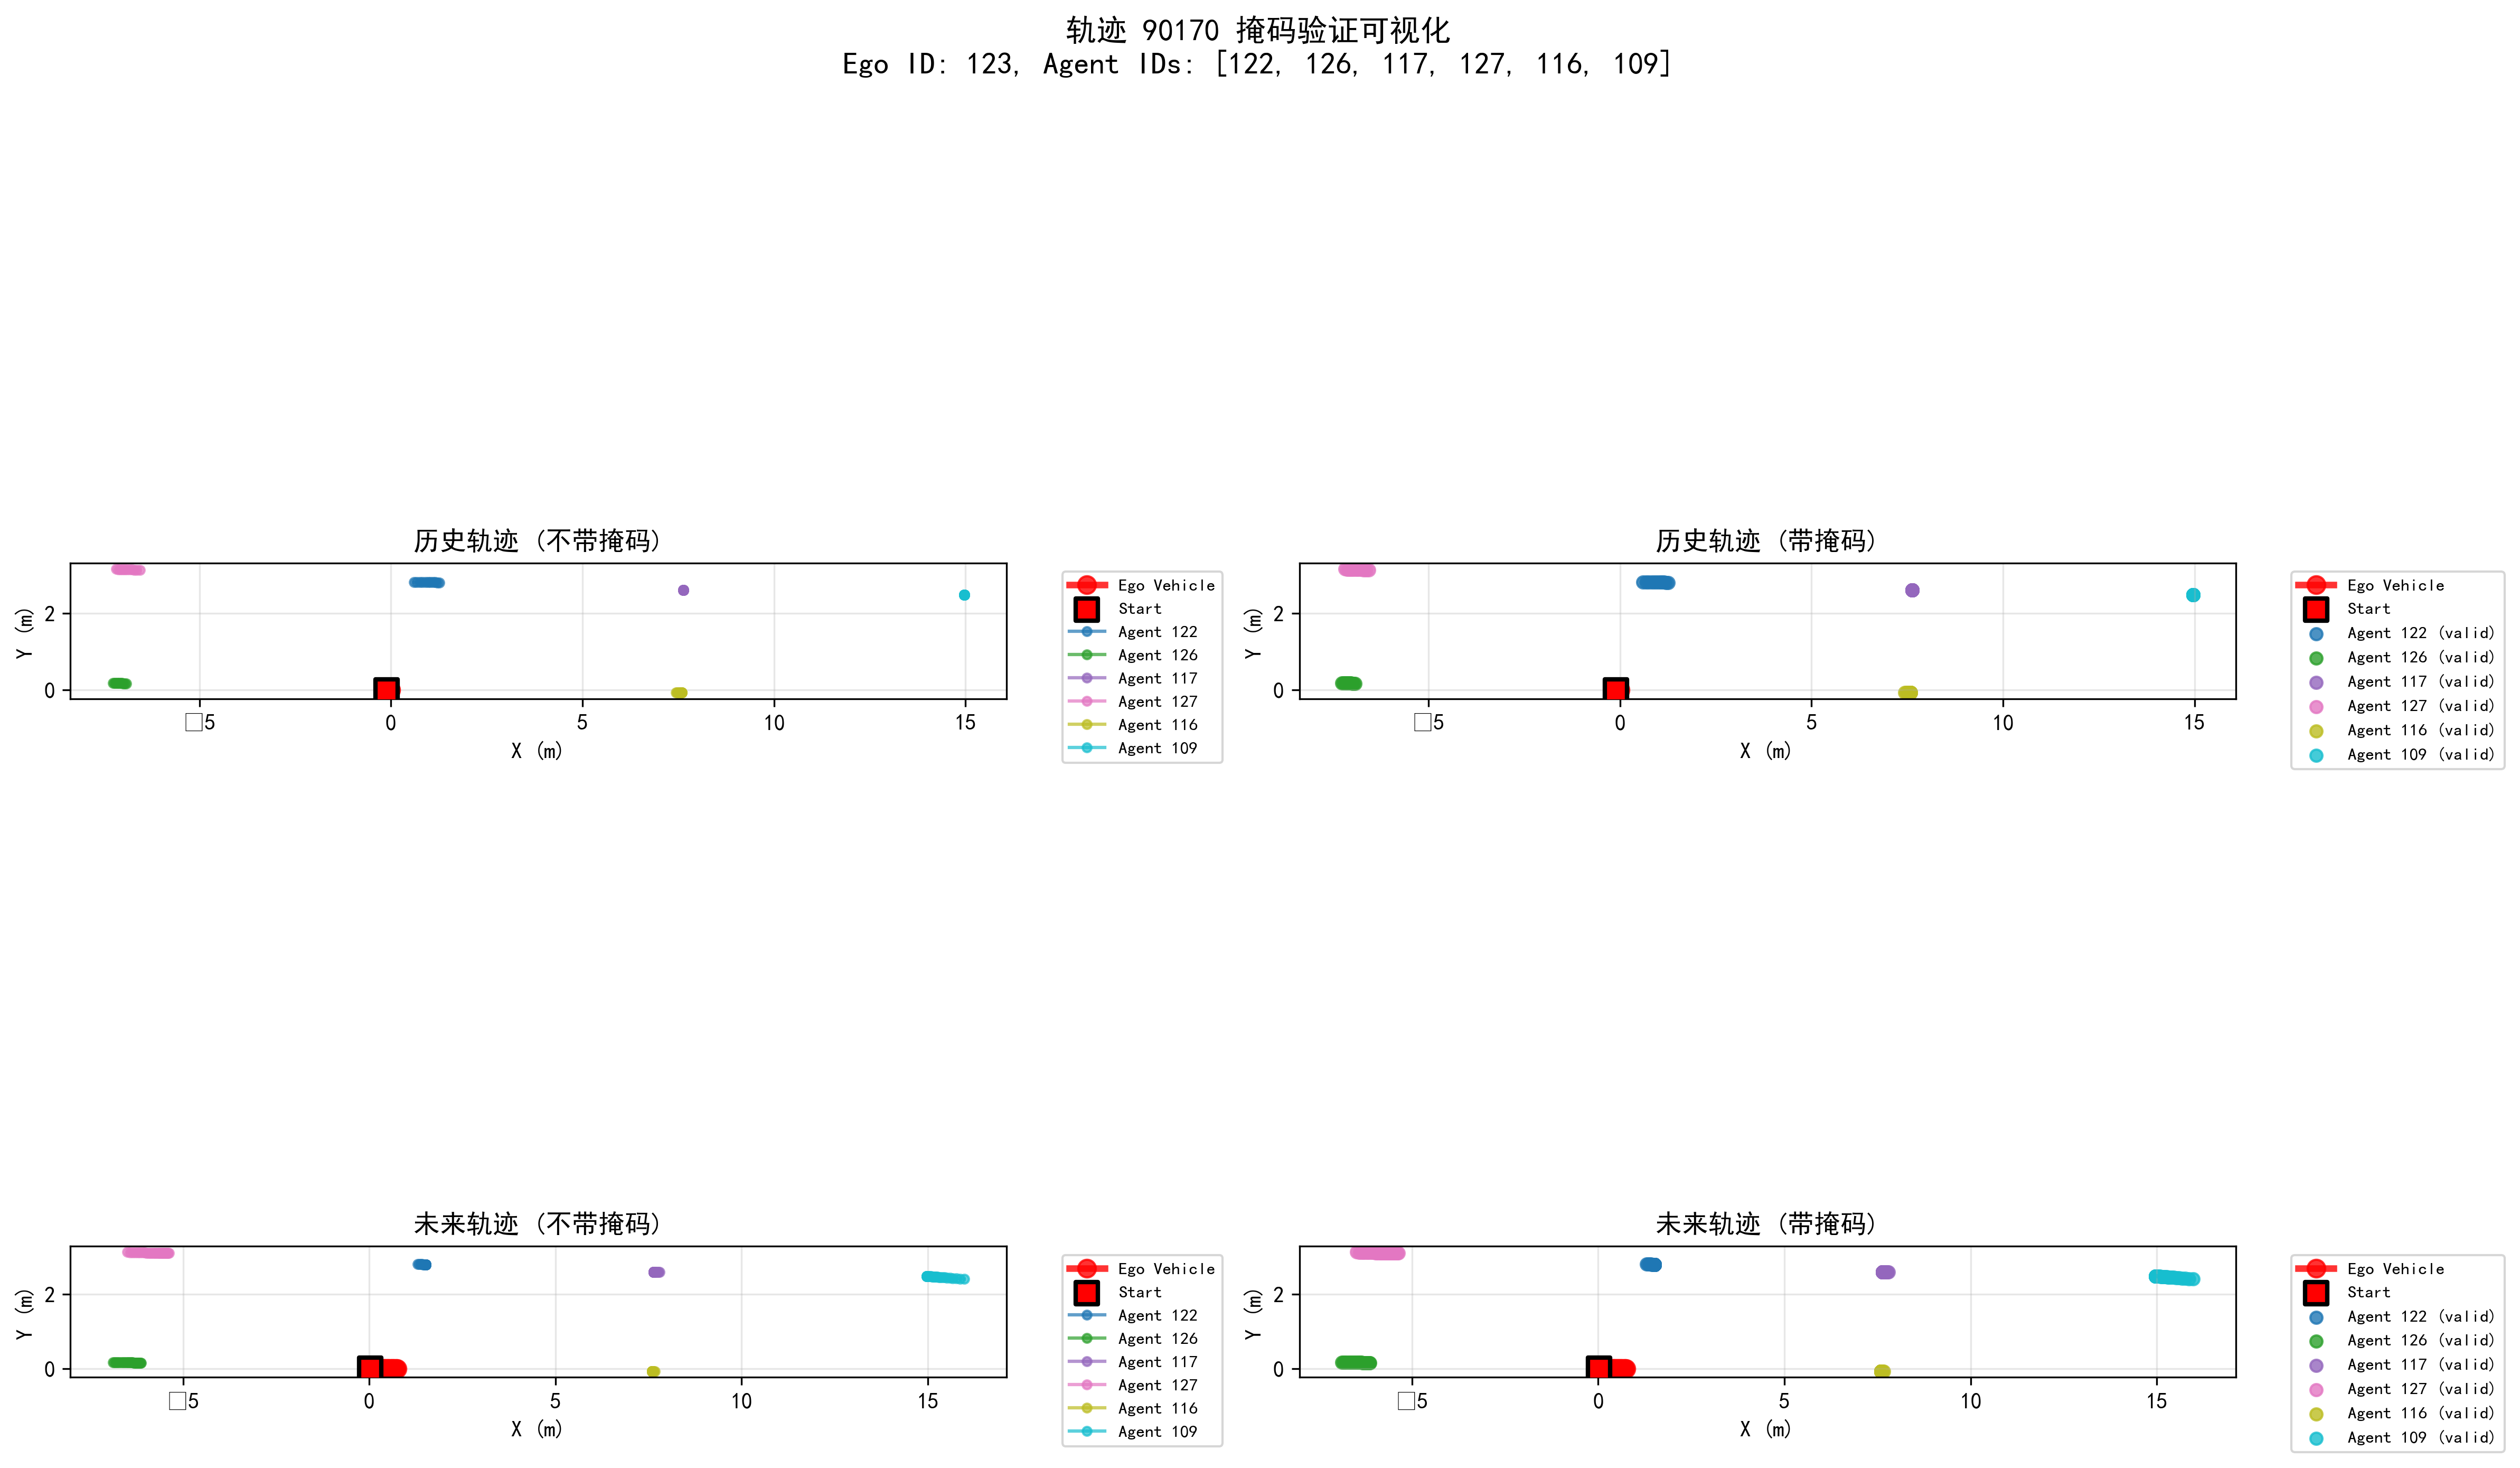 轨迹 90170 掩码验证可视化
Ego ID: 123, Agent IDs: [122, 126, 117, 127, 116, 109]
历史轨迹 (不带掩码)
Y (m)
2
0
□5
0
5
10
15
X (m)
Ego Vehicle
Start
Agent 122
Agent 126
Agent 117
Agent 127
Agent 116
Agent 109
历史轨迹 (带掩码)
Y (m)
2
0
□5
0
5
10
15
X (m)
Ego Vehicle
Start
Agent 122 (valid)
Agent 126 (valid)
Agent 117 (valid)
Agent 127 (valid)
Agent 116 (valid)
Agent 109 (valid)
未来轨迹 (不带掩码)
Y (m)
2
0
□5
0
5
10
15
X (m)
Ego Vehicle
Start
Agent 122
Agent 126
Agent 117
Agent 127
Agent 116
Agent 109
未来轨迹 (带掩码)
Y (m)
2
0
□5
0
5
10
15
X (m)
Ego Vehicle
Start
Agent 122 (valid)
Agent 126 (valid)
Agent 117 (valid)
Agent 127 (valid)
Agent 116 (valid)
Agent 109 (valid)